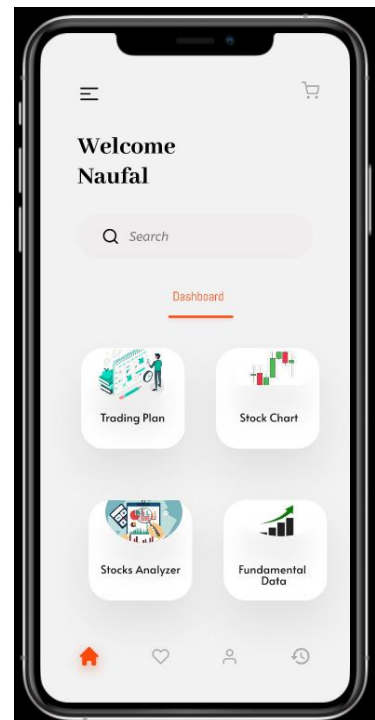 Welcome
Naufal
Search
Dashboard
Trading Plan
Stock Chart
Stocks Analyzer
Fundamental
Data